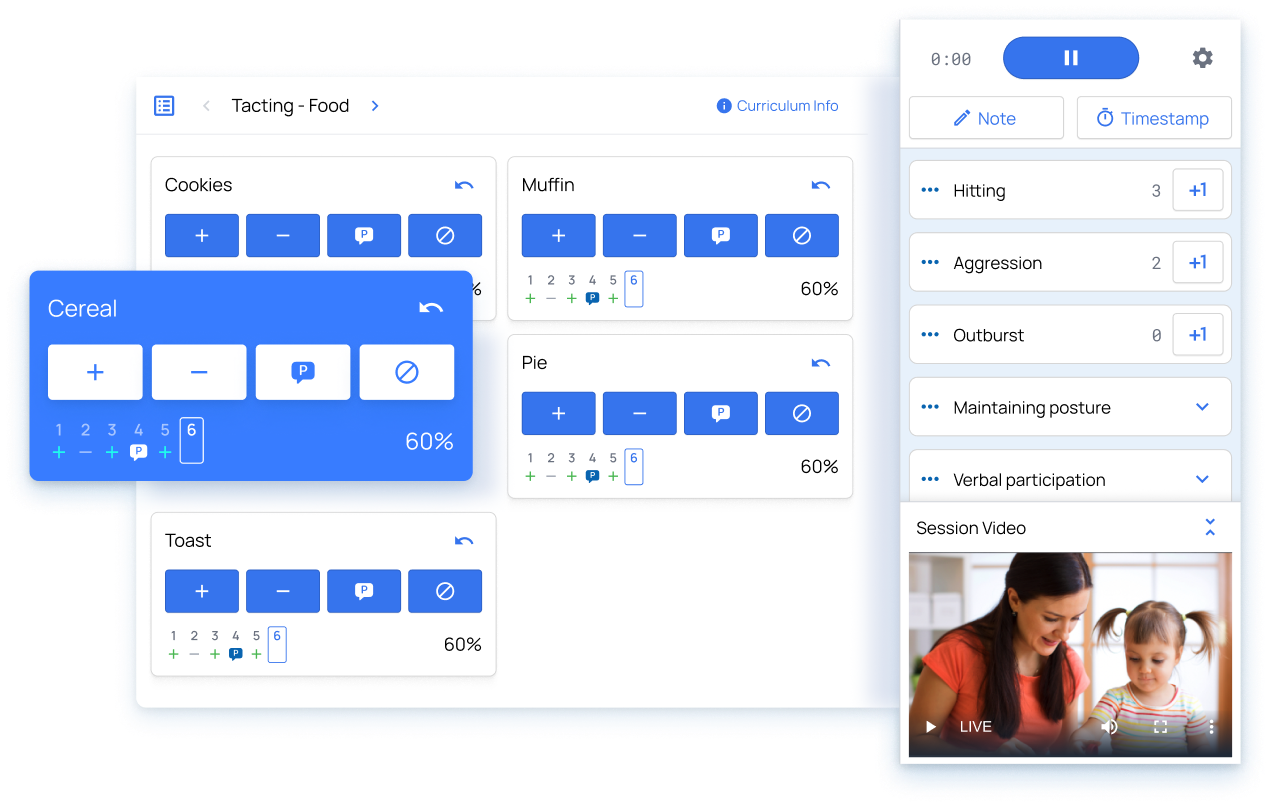 0:00
Note
Timestamp
Tacting - Food
Curriculum Info
Cookies
%
Muffin
P
P
1 2 3 4 5 6
+ − + P +
60%
Cereal
P
1 2 3 4 5 6
+ − + P +
60%
Pie
P
1 2 3 4 5 6
+ − + P +
60%
Toast
P
1 2 3 4 5 6
+ − + P +
60%
Hitting 3 +1
Aggression 2 +1
Outburst 0 +1
Maintaining posture
Verbal participation
Session Video
LIVE